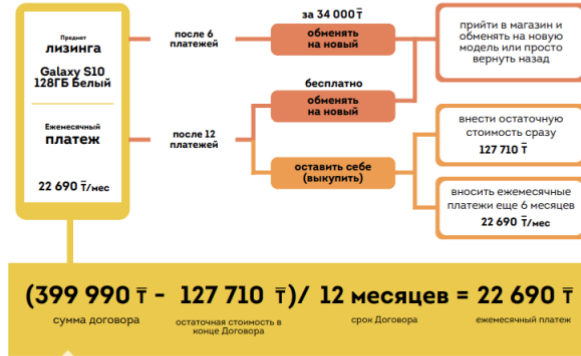 Предмет
лизинга
Galaxy S10
128ГБ Белый
Ежемесячный
платеж
22 690 ₸/мес
после 6
платежей
за 34 000 ₸
обменять
на новый
прийти в магазин и
обменять на новую
модель или просто
вернуть назад
после 12
платежей
бесплатно
обменять
на новый
оставить себе
(выкупить)
внести остаточную
стоимость сразу
127 710 ₸
вносить ежемесячные
платежи еще 6 месяцев
22 690 ₸/мес
(399 990 ₸ - 127 710 ₸)/ 12 месяцев = 22 690 ₸
сумма договора
остаточная стоимость в
конце Договора
срок Договора
ежемесячный платеж